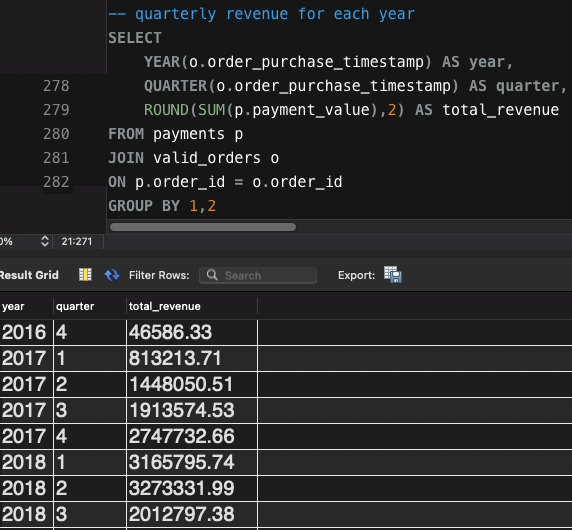 -- quarterly revenue for each year
SELECT
YEAR(o.order_purchase_timestamp) AS year,
278 QUARTER(o.order_purchase_timestamp) AS quarter,
279 ROUND(SUM(p.payment_value),2) AS total_revenue
280 FROM payments p
281 JOIN valid_orders o
282 ON p.order_id = o.order_id
GROUP BY 1,2
0% 21:271
Result Grid Filter Rows: Search Export:
year quarter total_revenue
2016 4 46586.33
2017 1 813213.71
2017 2 1448050.51
2017 3 1913574.53
2017 4 2747732.66
2018 1 3165795.74
2018 2 3273331.99
2018 3 2012797.38